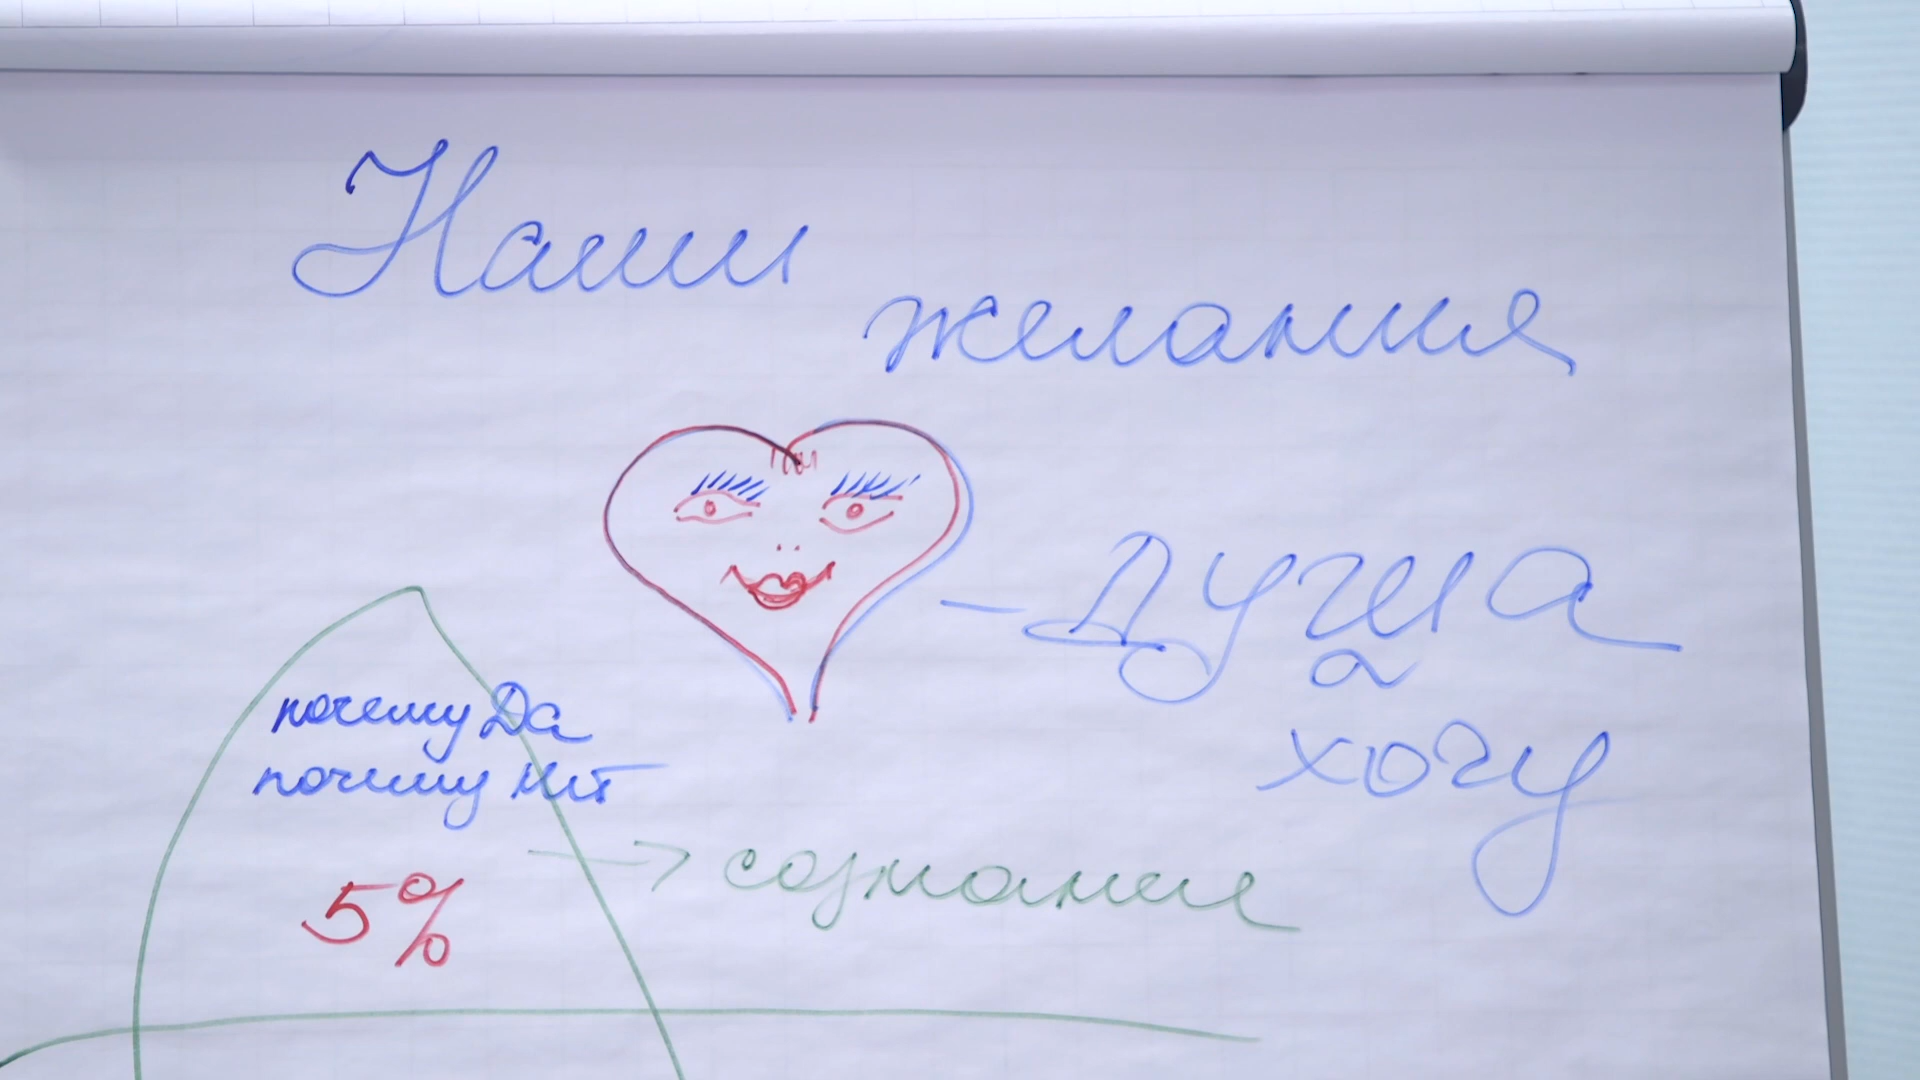 Наши
желания
– Душа
хочу
почему Да
почему Нет
5%
→ сознание